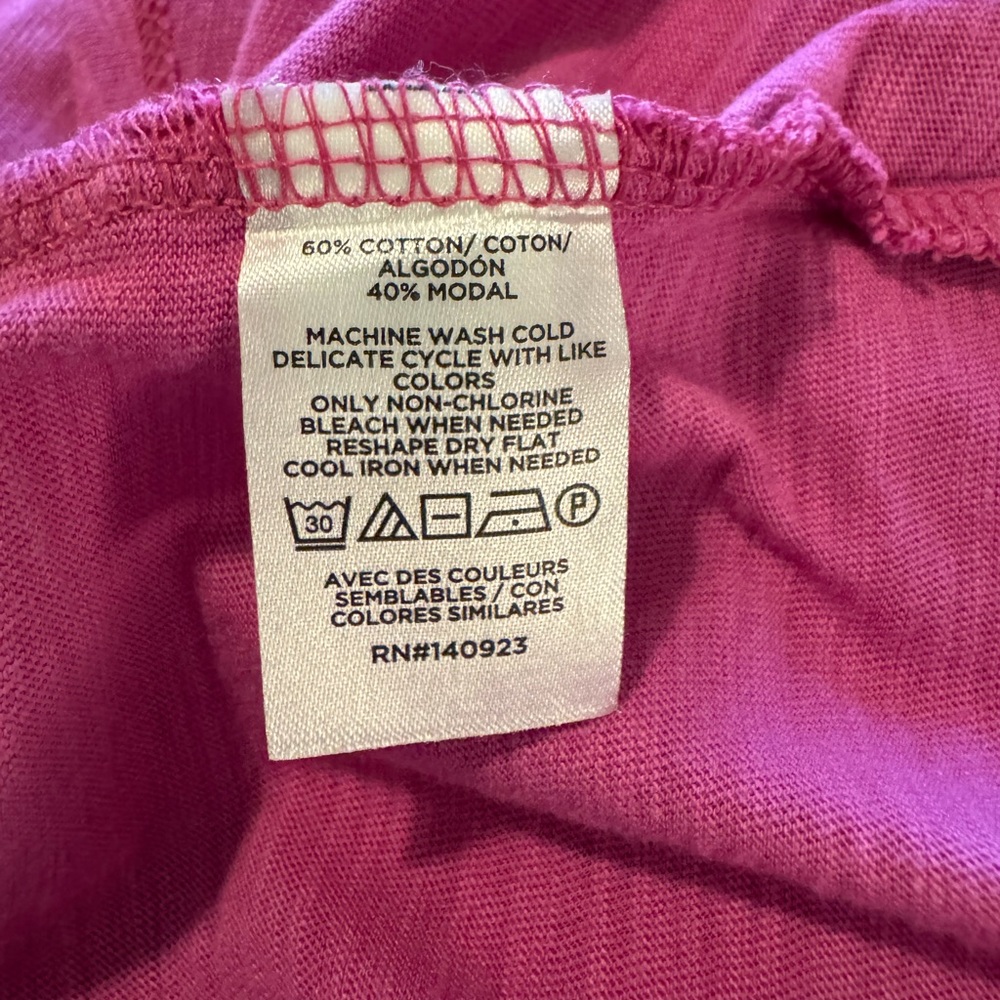 60% COTTON/ COTON/
ALGODÓN
40% MODAL
MACHINE WASH COLD
DELICATE CYCLE WITH LIKE
COLORS
ONLY NON-CHLORINE
BLEACH WHEN NEEDED
RESHAPE DRY FLAT
COOL IRON WHEN NEEDED
30 P
AVEC DES COULEURS
SEMBLABLES / CON
COLORES SIMILARES
RN#140923